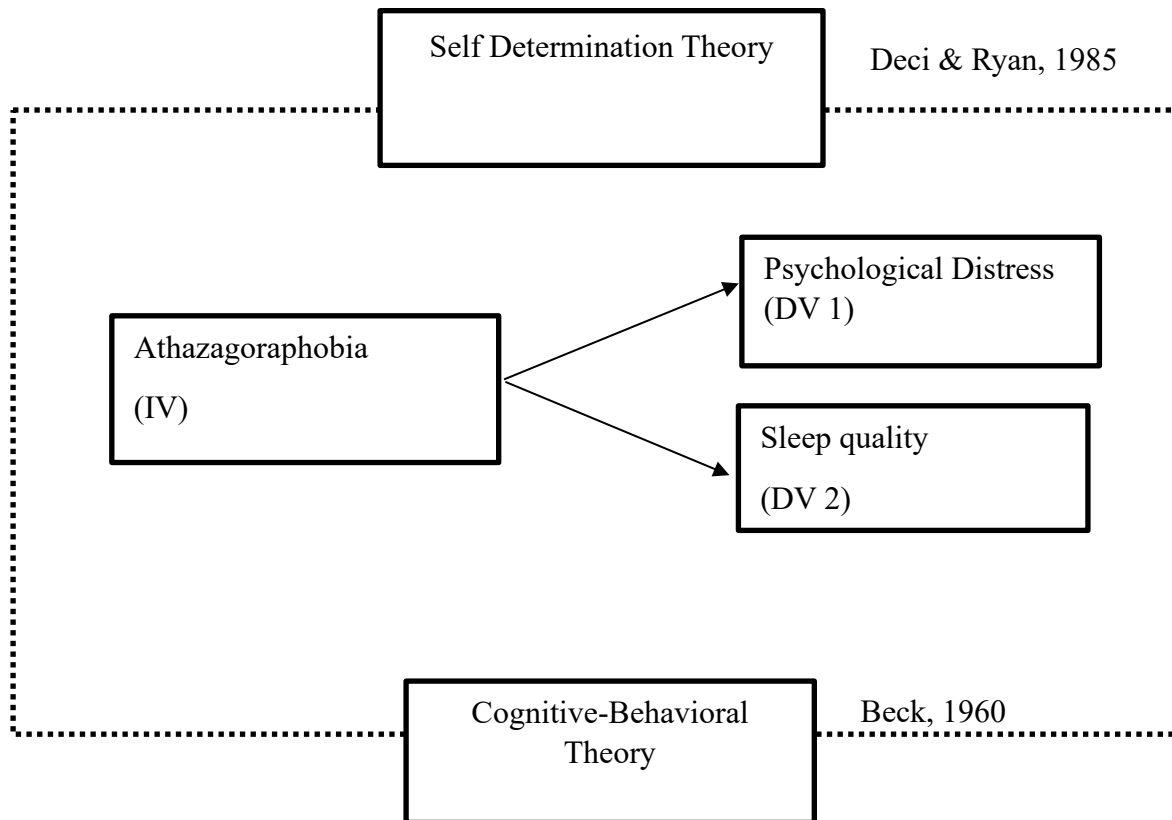 Self Determination Theory
Deci & Ryan, 1985
Psychological Distress
(DV 1)
Athazagoraphobia
(IV)
Sleep quality
(DV 2)
Cognitive-Behavioral
Theory
Beck, 1960